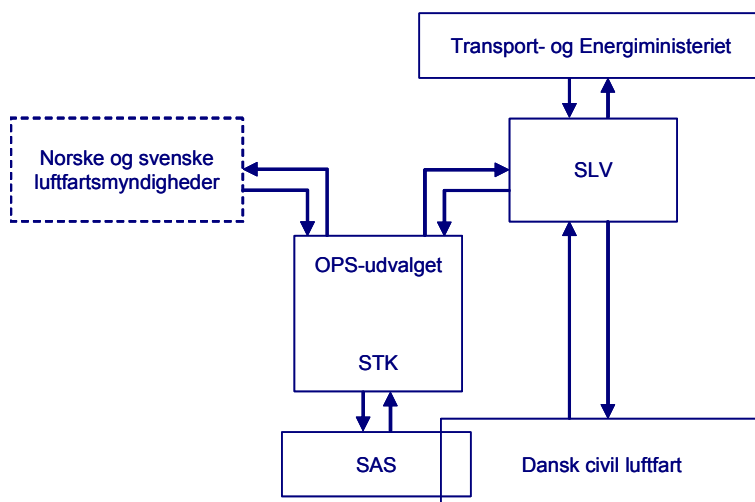 Transport- og Energiministeriet
Norske og svenske
luftfartsmyndigheder
SLV
OPS-udvalget
STK
SAS
Dansk civil luftfart